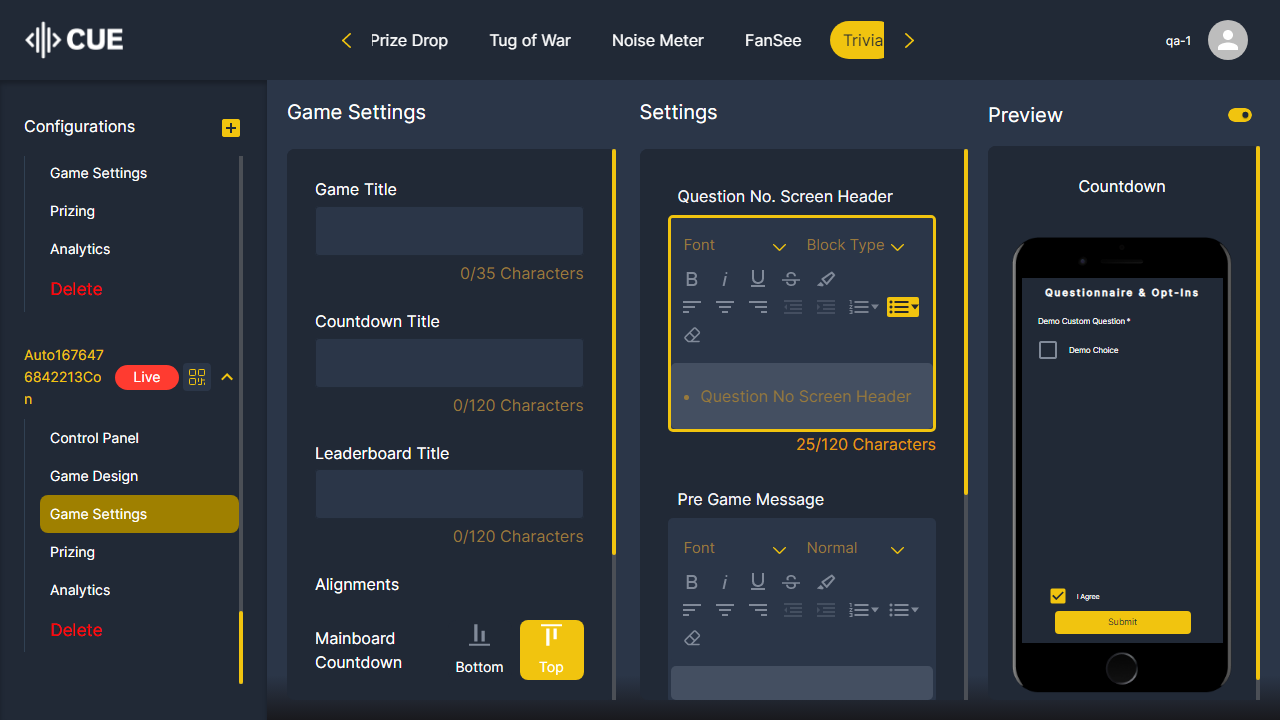 CUE
Prize Drop
Tug of War
Noise Meter
FanSee
Trivia
qa-1
Configurations
Game Settings
Prizing
Analytics
Delete
Auto167647
6842213Co
n
Live
Control Panel
Game Design
Game Settings
Prizing
Analytics
Delete
Game Settings
Game Title
0/35 Characters
Countdown Title
0/120 Characters
Leaderboard Title
0/120 Characters
Alignments
Mainboard
Countdown
Bottom
Top
Settings
Question No. Screen Header
Font
Block Type
Question No Screen Header
25/120 Characters
Pre Game Message
Font
Normal
Preview
Countdown
Questionnaire & Opt-Ins
Demo Custom Question *
Demo Choice
I Agree
Submit